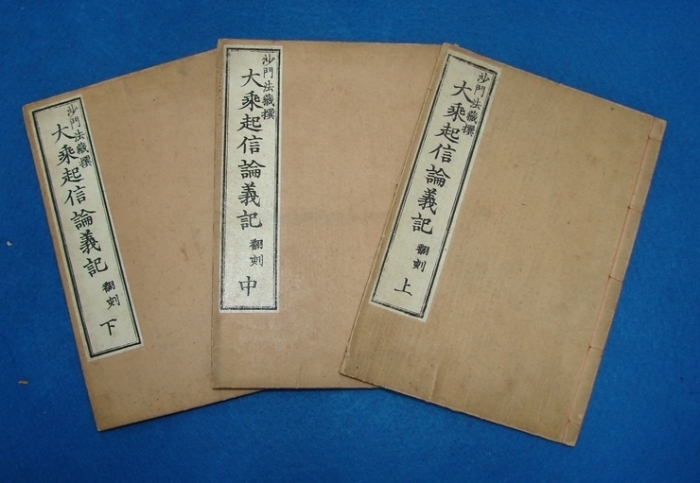 沙門法藏撰
大乘起信論義記 翻刻 上
沙門法藏撰
大乘起信論義記 翻刻 中
沙門法藏撰
大乘起信論義記 翻刻 下